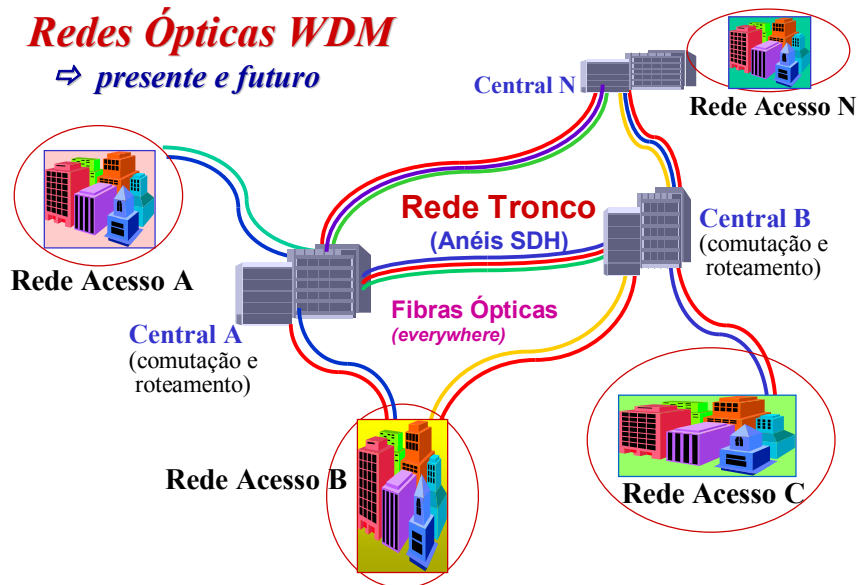 Redes Ópticas WDM
⇨ presente e futuro
Central N
Rede Acesso N
Rede Tronco
(Anéis SDH)
Central B
(comutação e
roteamento)
Rede Acesso A
Fibras Ópticas
(everywhere)
Central A
(comutação e
roteamento)
Rede Acesso B
Rede Acesso C